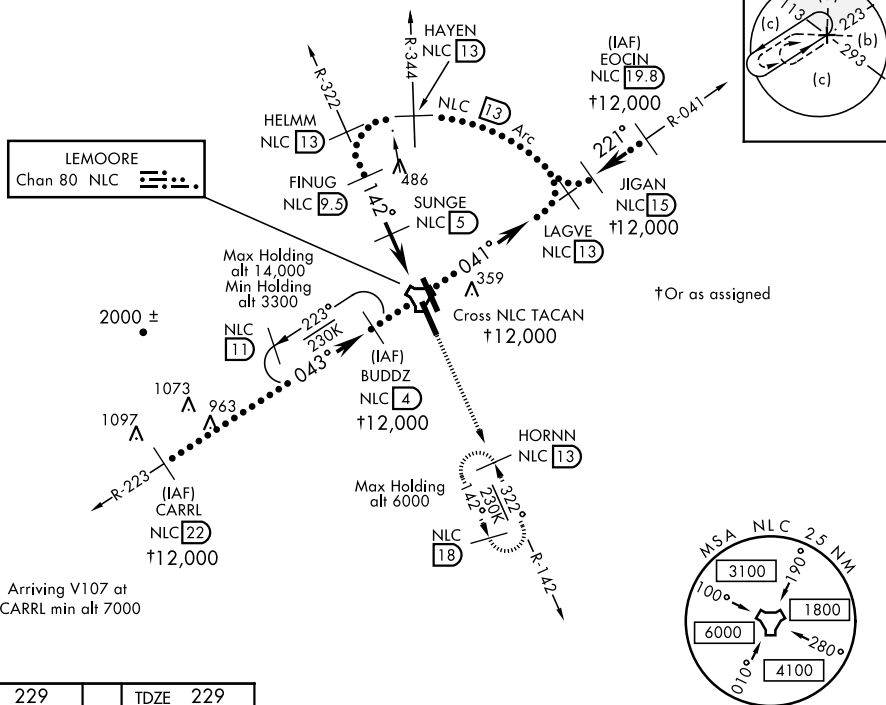 113
223
(c)
(b)
293
(c)
HAYEN
NLC 13
R-344
R-322
(IAF)
EOCIN
NLC 19.8
†12,000
R-041
HELMM
NLC 13
NLC 13 Arc
221°
LEMOORE
Chan 80 NLC
FINUG
NLC 9.5
486
142°
SUNGE
NLC 5
JIGAN
NLC 15
†12,000
LAGVE
NLC 13
041°
Max Holding
alt 14,000
Min Holding
alt 3300
359
†Or as assigned
Cross NLC TACAN
†12,000
2000 ±
NLC
11
223°
230K
043°
(IAF)
BUDDZ
NLC 4
†12,000
1073
963
1097
R-223
(IAF)
CARRL
NLC 22
†12,000
HORNN
NLC 13
Max Holding
alt 6000
322°
230K
142°
NLC
18
R-142
Arriving V107 at
CARRL min alt 7000
MSA NLC 25 NM
3100
190°
100°
1800
6000
280°
010°
4100
229
TDZE 229